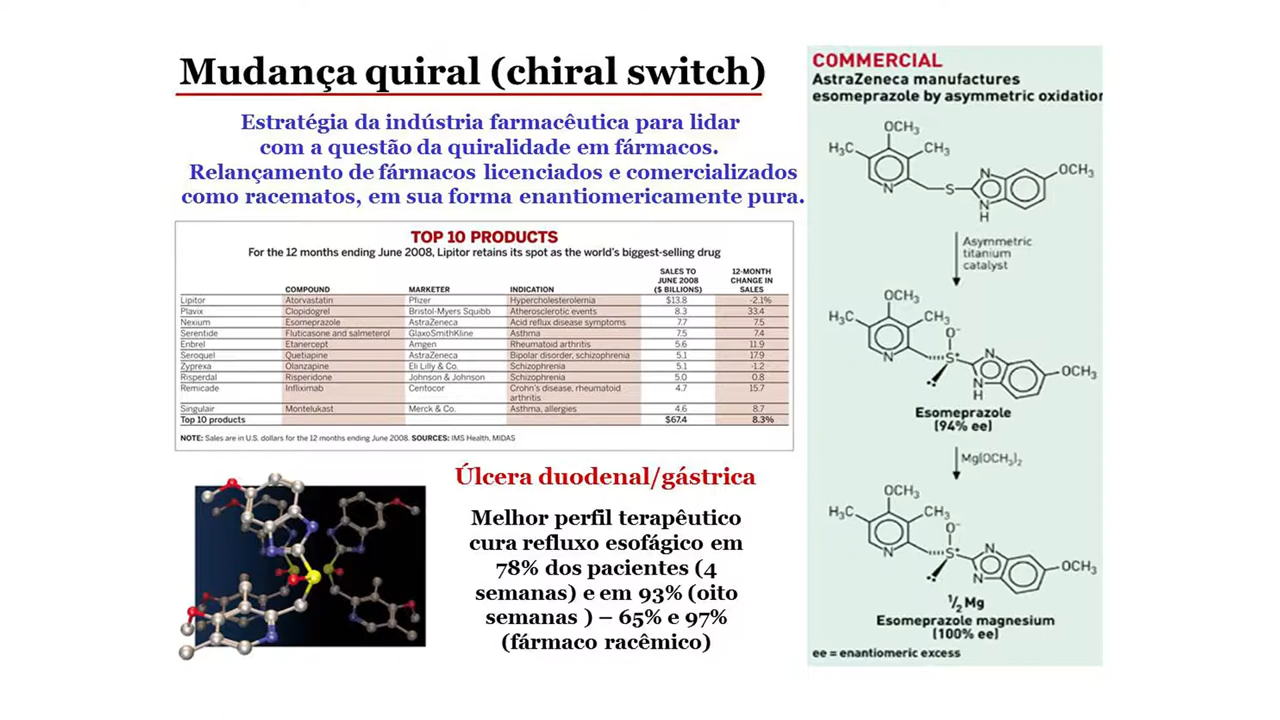 Mudança quiral (chiral switch)
Estratégia da indústria farmacêutica para lidar
com a questão da quiralidade em fármacos.
Relançamento de fármacos licenciados e comercializados
como racematos, em sua forma enantiomericamente pura.
TOP 10 PRODUCTS
For the 12 months ending June 2008, Lipitor retains its spot as the world's biggest-selling drug
COMPOUND MARKETER INDICATION SALES TO JUNE 2008 ($ BILLIONS) 12-MONTH CHANGE IN SALES
Lipitor Atorvastatin Pfizer Hypercholesterolemia $13.8 -2.1%
Plavix Clopidogrel Bristol-Myers Squibb Atherosclerotic events 8.3 33.4
Nexium Esomeprazole AstraZeneca Acid reflux disease symptoms 7.7 7.5
Serentide Fluticasone and salmeterol GlaxoSmithKline Asthma 7.5 7.4
Enbrel Etanercept Amgen Rheumatoid arthritis 5.6 11.9
Seroquel Quetiapine AstraZeneca Bipolar disorder, schizophrenia 5.1 17.9
Zyprexa Olanzapine Eli Lilly & Co. Schizophrenia 5.1 -1.2
Risperdal Risperidone Johnson & Johnson Schizophrenia 5.0 0.8
Remicade Infliximab Centocor Crohn's disease, rheumatoid 4.7 15.7
arthritis
Singulair Montelukast Merck & Co. Asthma, allergies 4.6 8.7
Top 10 products $67.4 8.3%
NOTE: Sales are in U.S. dollars for the 12 months ending June 2008. SOURCES: IMS Health, MIDAS
Úlcera duodenal/gástrica
Melhor perfil terapêutico
cura refluxo esofágico em
78% dos pacientes (4
semanas) e em 93% (oito
semanas ) – 65% e 97%
(fármaco racêmico)
COMMERCIAL
AstraZeneca manufactures
esomeprazole by asymmetric oxidation
OCH₃
H₃C CH₃
OCH₃
N S N
N
H
Asymmetric
titanium
catalyst
OCH₃
H₃C CH₃
O⁻
N S⁺ N
OCH₃
N
H
Esomeprazole
(94% ee)
Mg(OCH₃)₂
OCH₃
H₃C CH₃
O⁻
N S⁺ N
OCH₃
N
½ Mg
Esomeprazole magnesium
(100% ee)
ee = enantiomeric excess